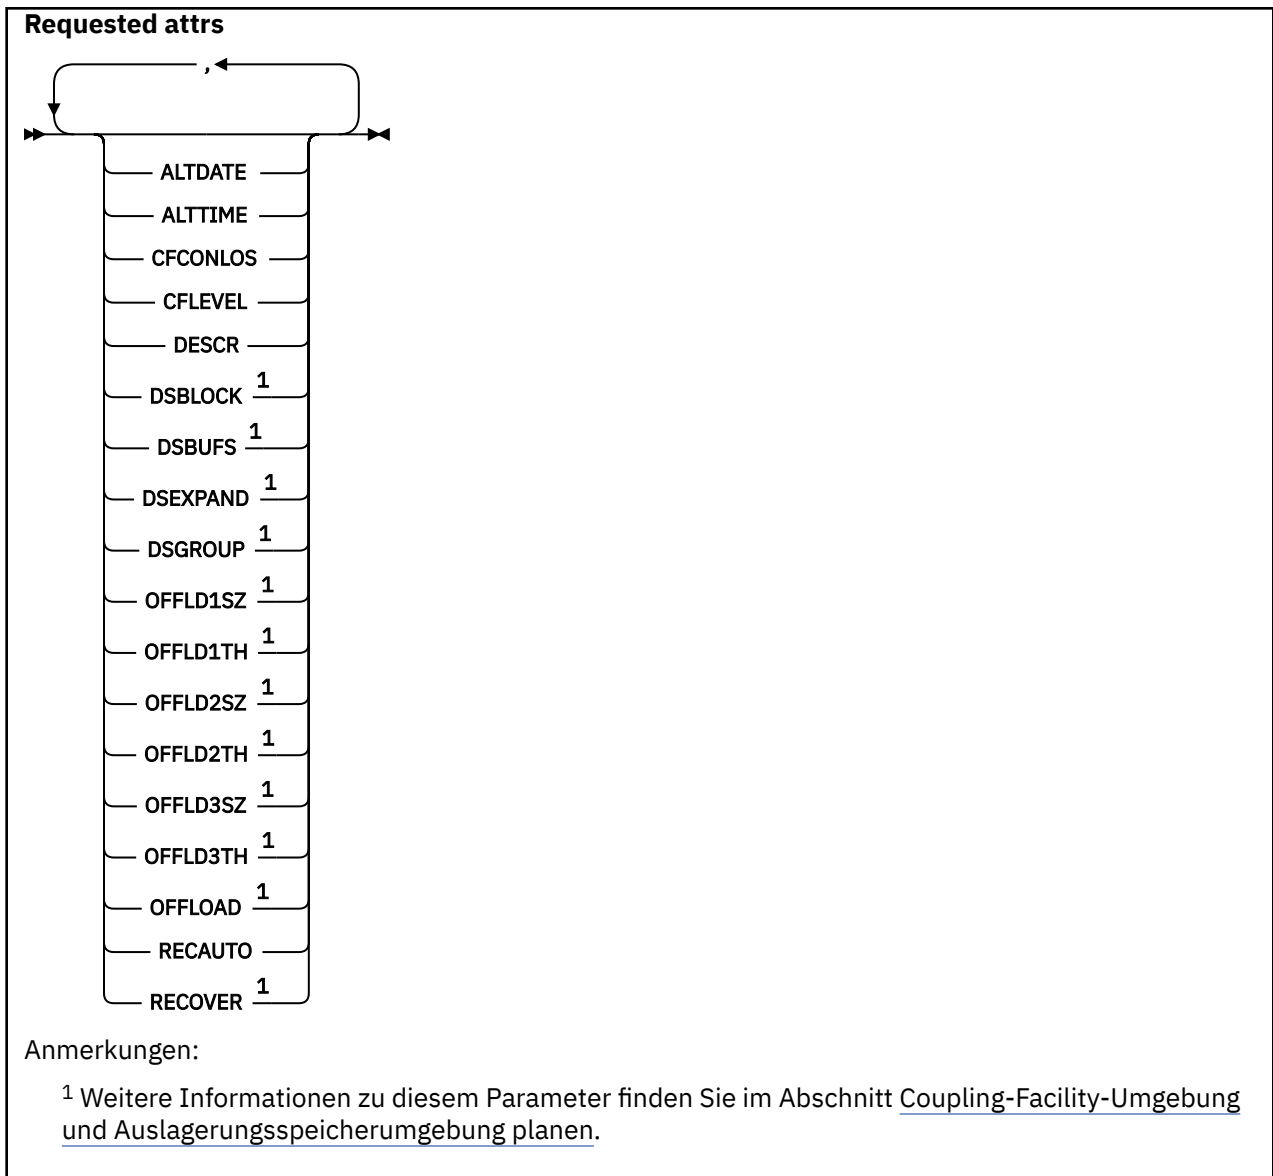 Requested attrs
,
ALTDATE
ALTTIME
CFCONLOS
CFLEVEL
DESCR
DSBLOCK 1
DSBUFS 1
DSEXPAND 1
DSGROUP 1
OFFLD1SZ 1
OFFLD1TH 1
OFFLD2SZ 1
OFFLD2TH 1
OFFLD3SZ 1
OFFLD3TH 1
OFFLOAD 1
RECAUTO
RECOVER 1
Anmerkungen:
1 Weitere Informationen zu diesem Parameter finden Sie im Abschnitt Coupling-Facility-Umgebung
und Auslagerungsspeicherumgebung planen.